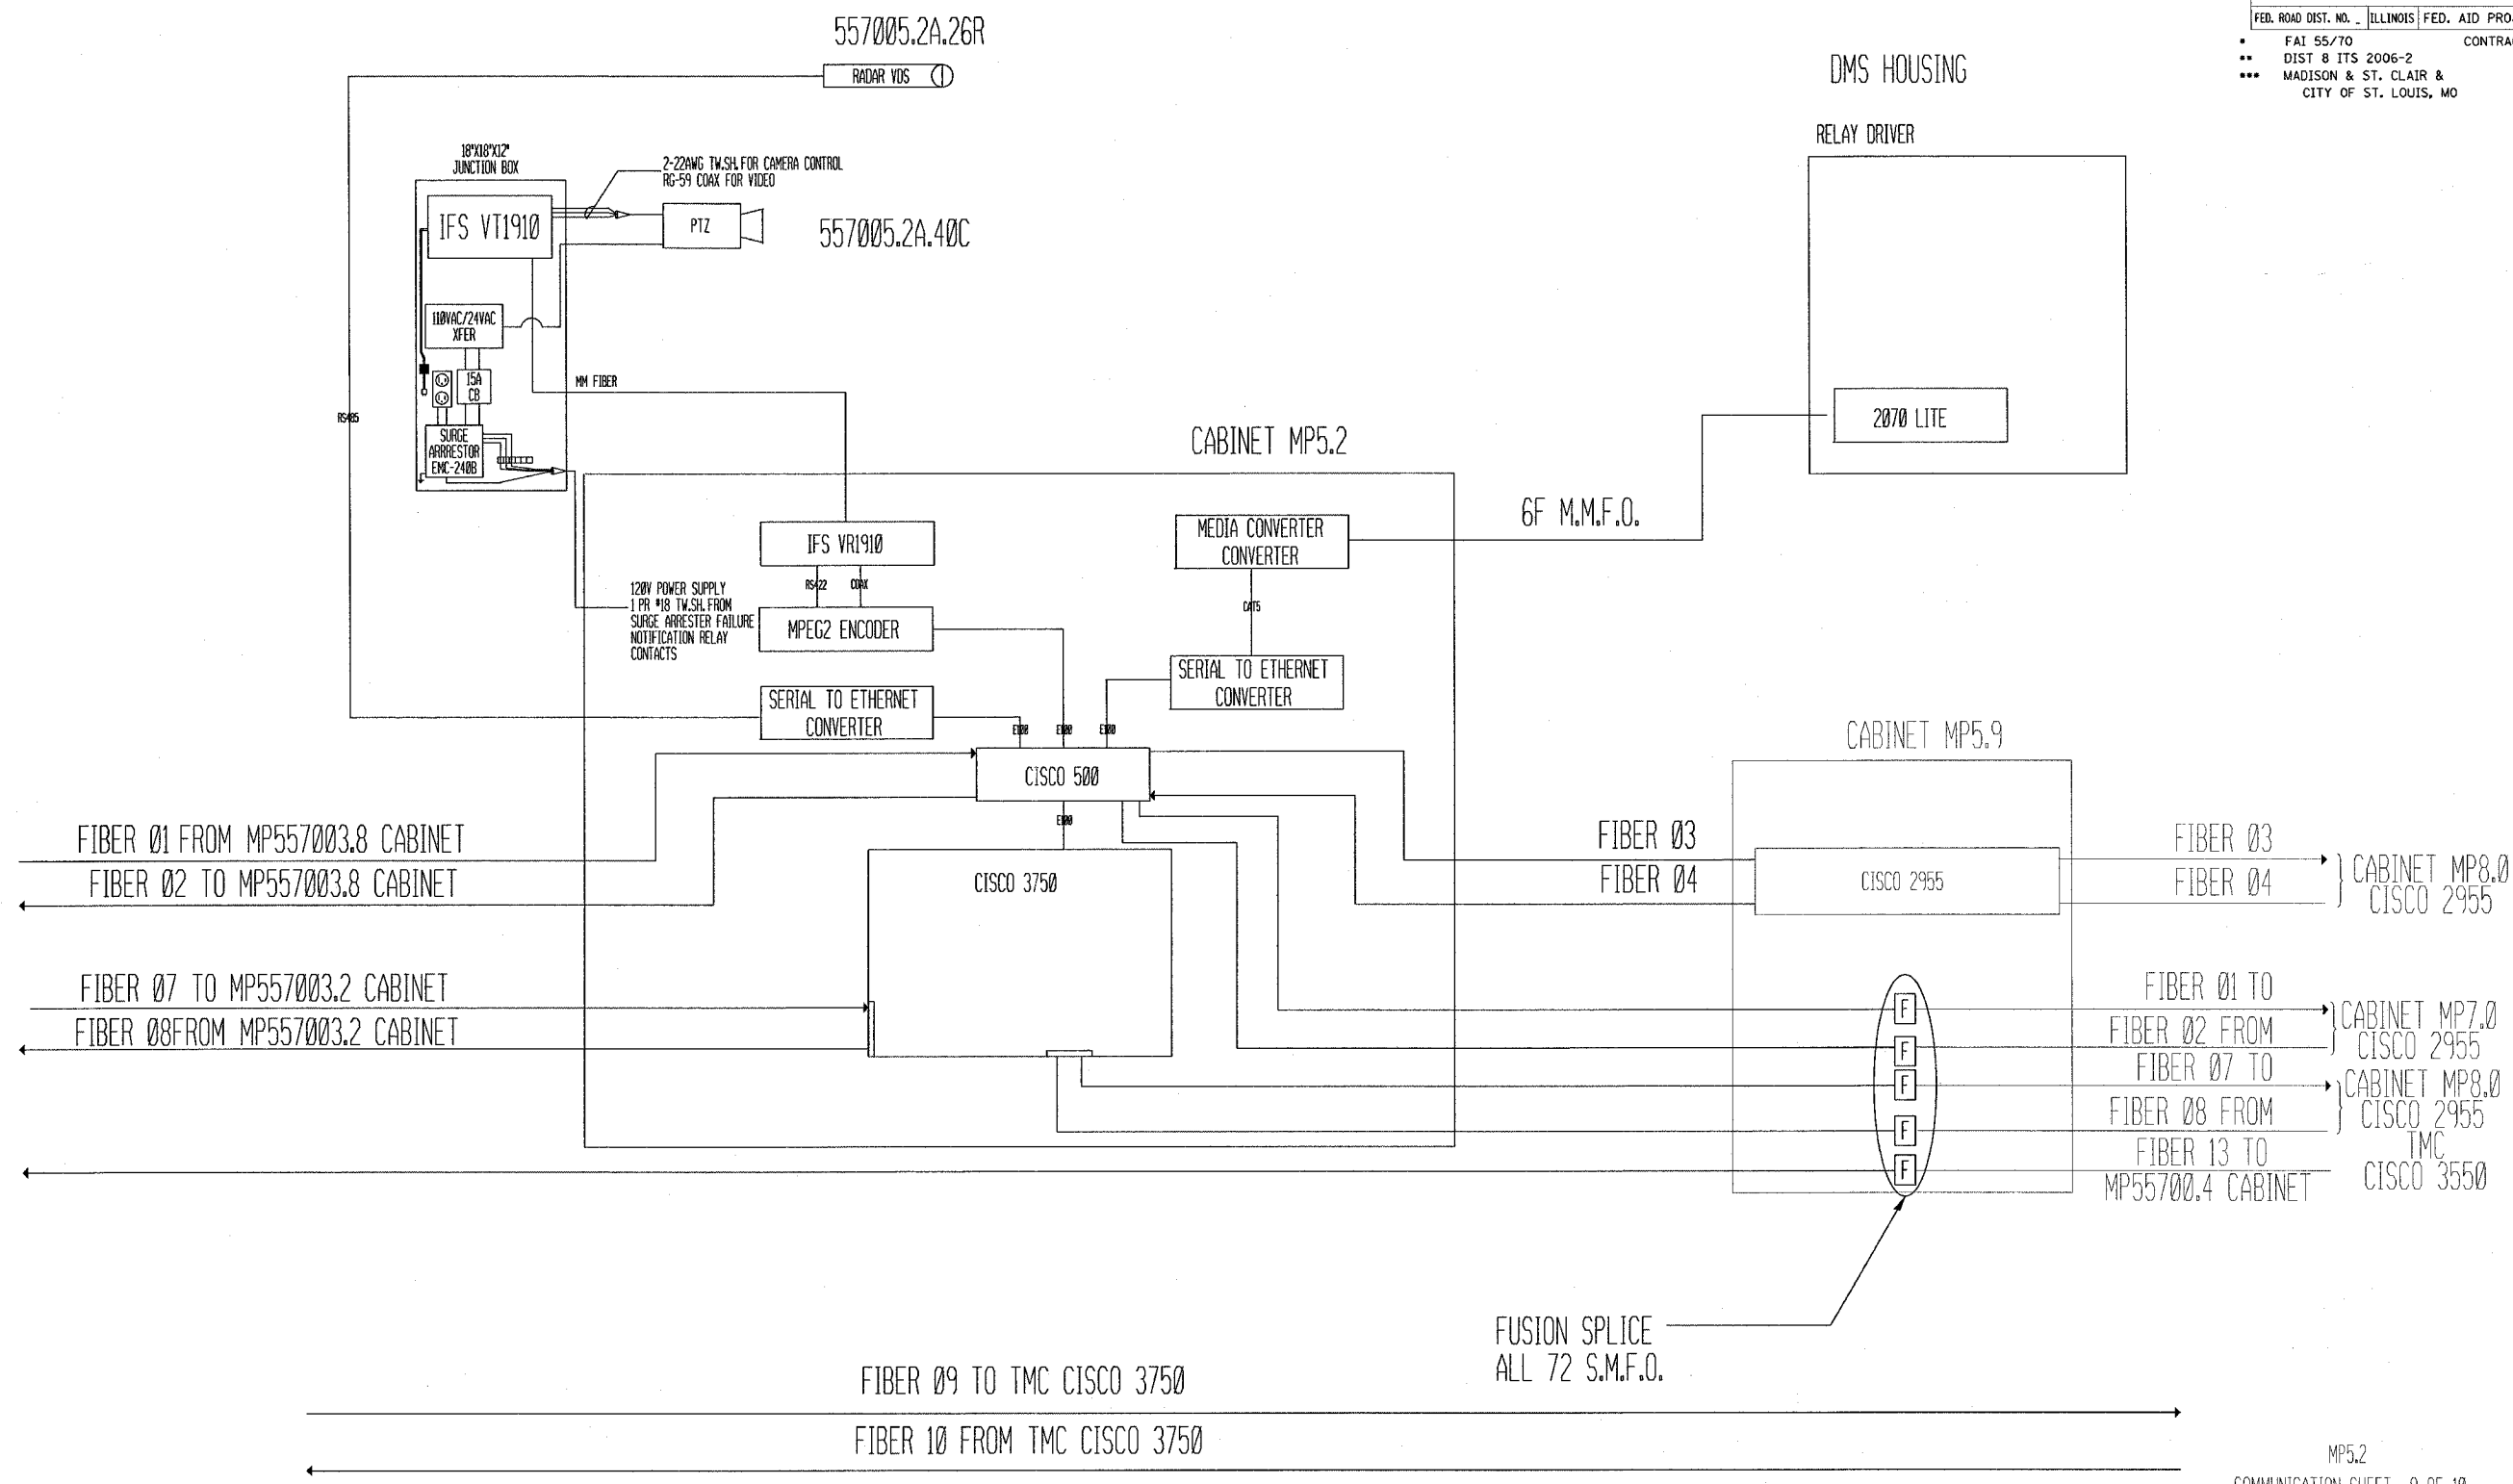 557005.2A.26R
FED. ROAD DIST. NO. _ ILLINOIS FED. AID
* FAI 55/70
** DIST 8 ITS 2006-2
*** MADISON & ST. CLAIR &
CITY OF ST. LOUIS, MO
RADAR VDS
DMS HOUSING
RELAY DRIVER
18"X18"X12"
JUNCTION BOX
2-22AWG TW.SH. FOR CAMERA CONTROL
RG-59 COAX FOR VIDEO
IFS VT1910
PTZ
557005.2A.40C
110VAC/24VAC
XFER
15A
CB
MM FIBER
RS485
SURGE
ARRRESTOR
EMC-240B
2070 LITE
CABINET MP5.2
6F M.M.F.O.
IFS VR1910
MEDIA CONVERTER
CONVERTER
RS422 COAX
CAT5
120V POWER SUPPLY
1 PR #18 TW.SH. FROM
SURGE ARRESTER FAILURE
NOTIFICATION RELAY
CONTACTS
MPEG2 ENCODER
SERIAL TO ETHERNET
CONVERTER
SERIAL TO ETHERNET
CONVERTER
E100 E100 E100
CISCO 500
E100
CISCO 3750
CABINET MP5.9
FIBER 01 FROM MP557003.8 CABINET
FIBER 02 TO MP557003.8 CABINET
FIBER 03
FIBER 04
CISCO 2955
FIBER 03
FIBER 04
CABINET MP8.0
CISCO 2955
FIBER 07 TO MP557003.2 CABINET
FIBER 08FROM MP557003.2 CABINET
F
F
F
F
F
FIBER 01 TO
FIBER 02 FROM
CABINET MP7.0
CISCO 2955
FIBER 07 TO
FIBER 08 FROM
CABINET MP8.0
CISCO 2955
TMC
CISCO 3550
FIBER 13 TO
MP55700.4 CABINET
FUSION SPLICE
ALL 72 S.M.F.O.
FIBER 09 TO TMC CISCO 3750
FIBER 10 FROM TMC CISCO 3750
MP5.2
COMMUNICATION SHEET 9 OF 10